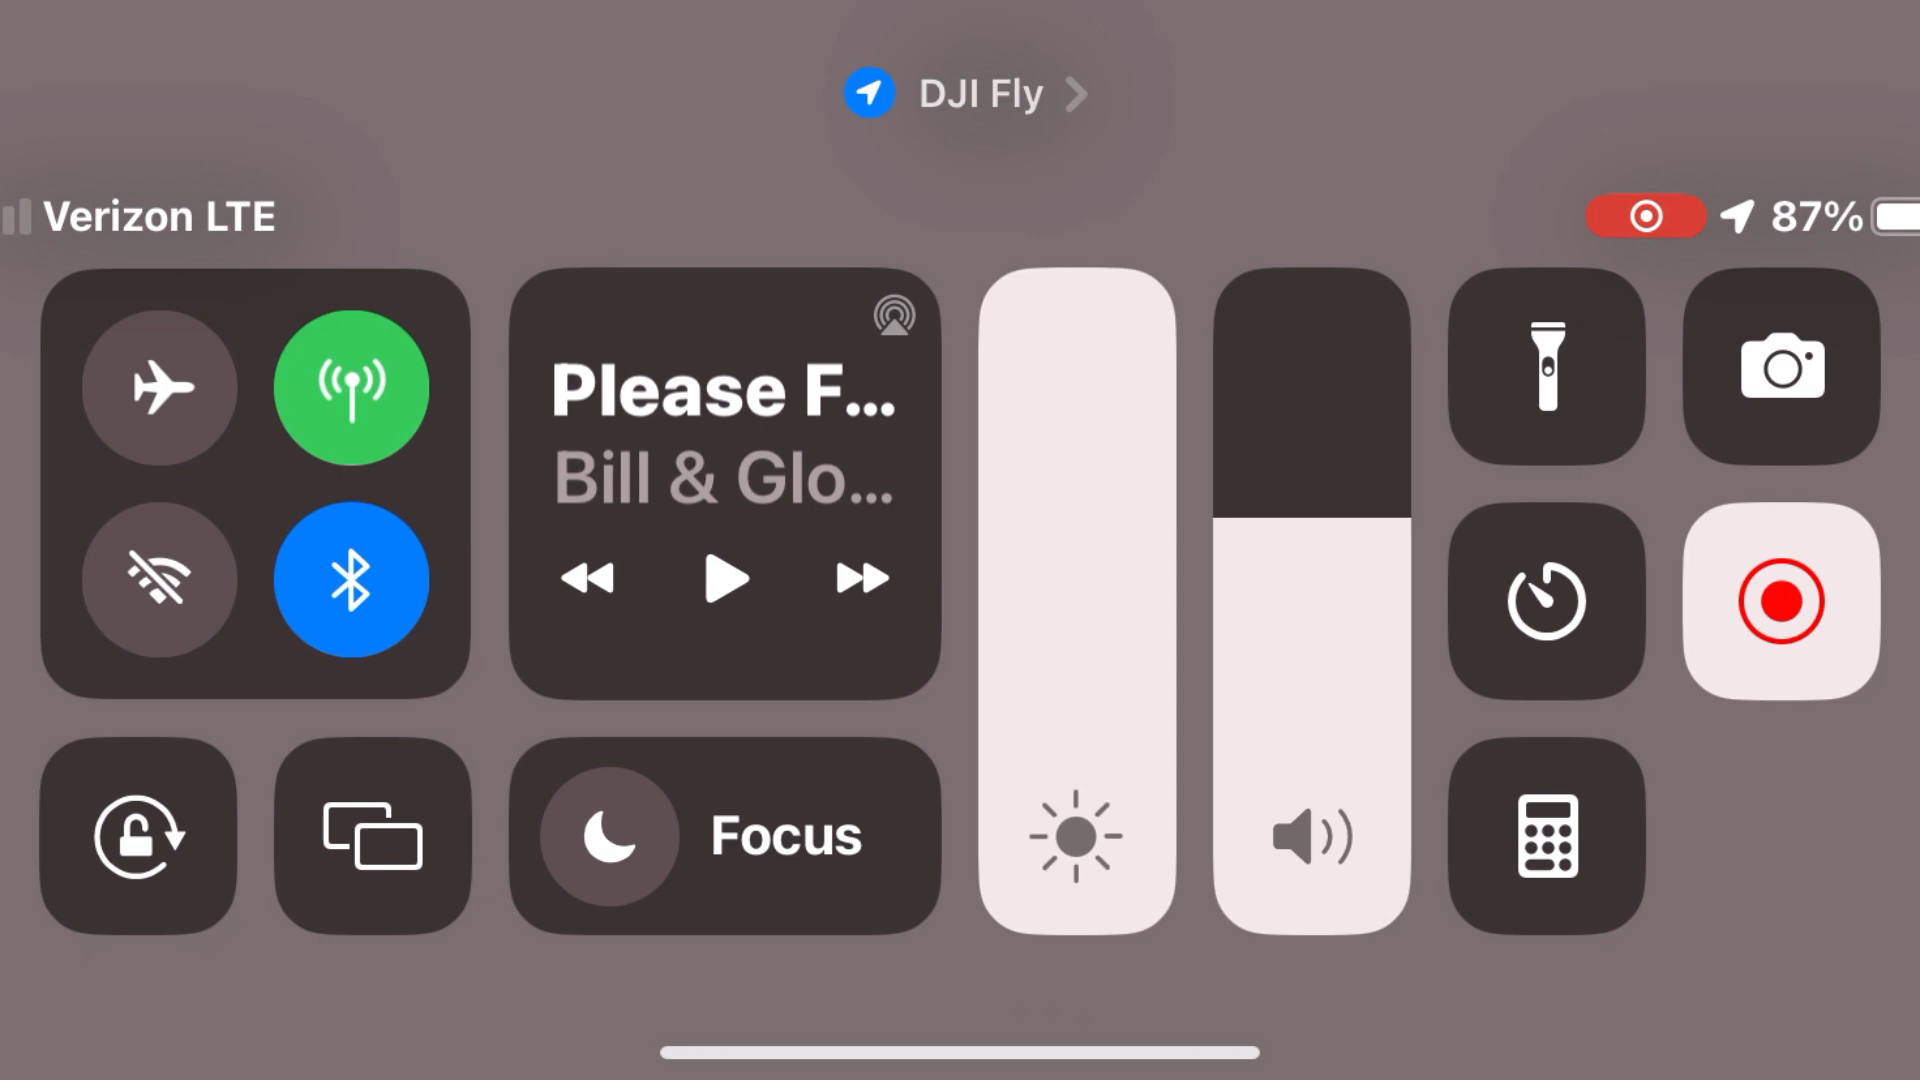 DJI Fly
Verizon LTE
87%
Please F...
Bill & Glo...
Focus